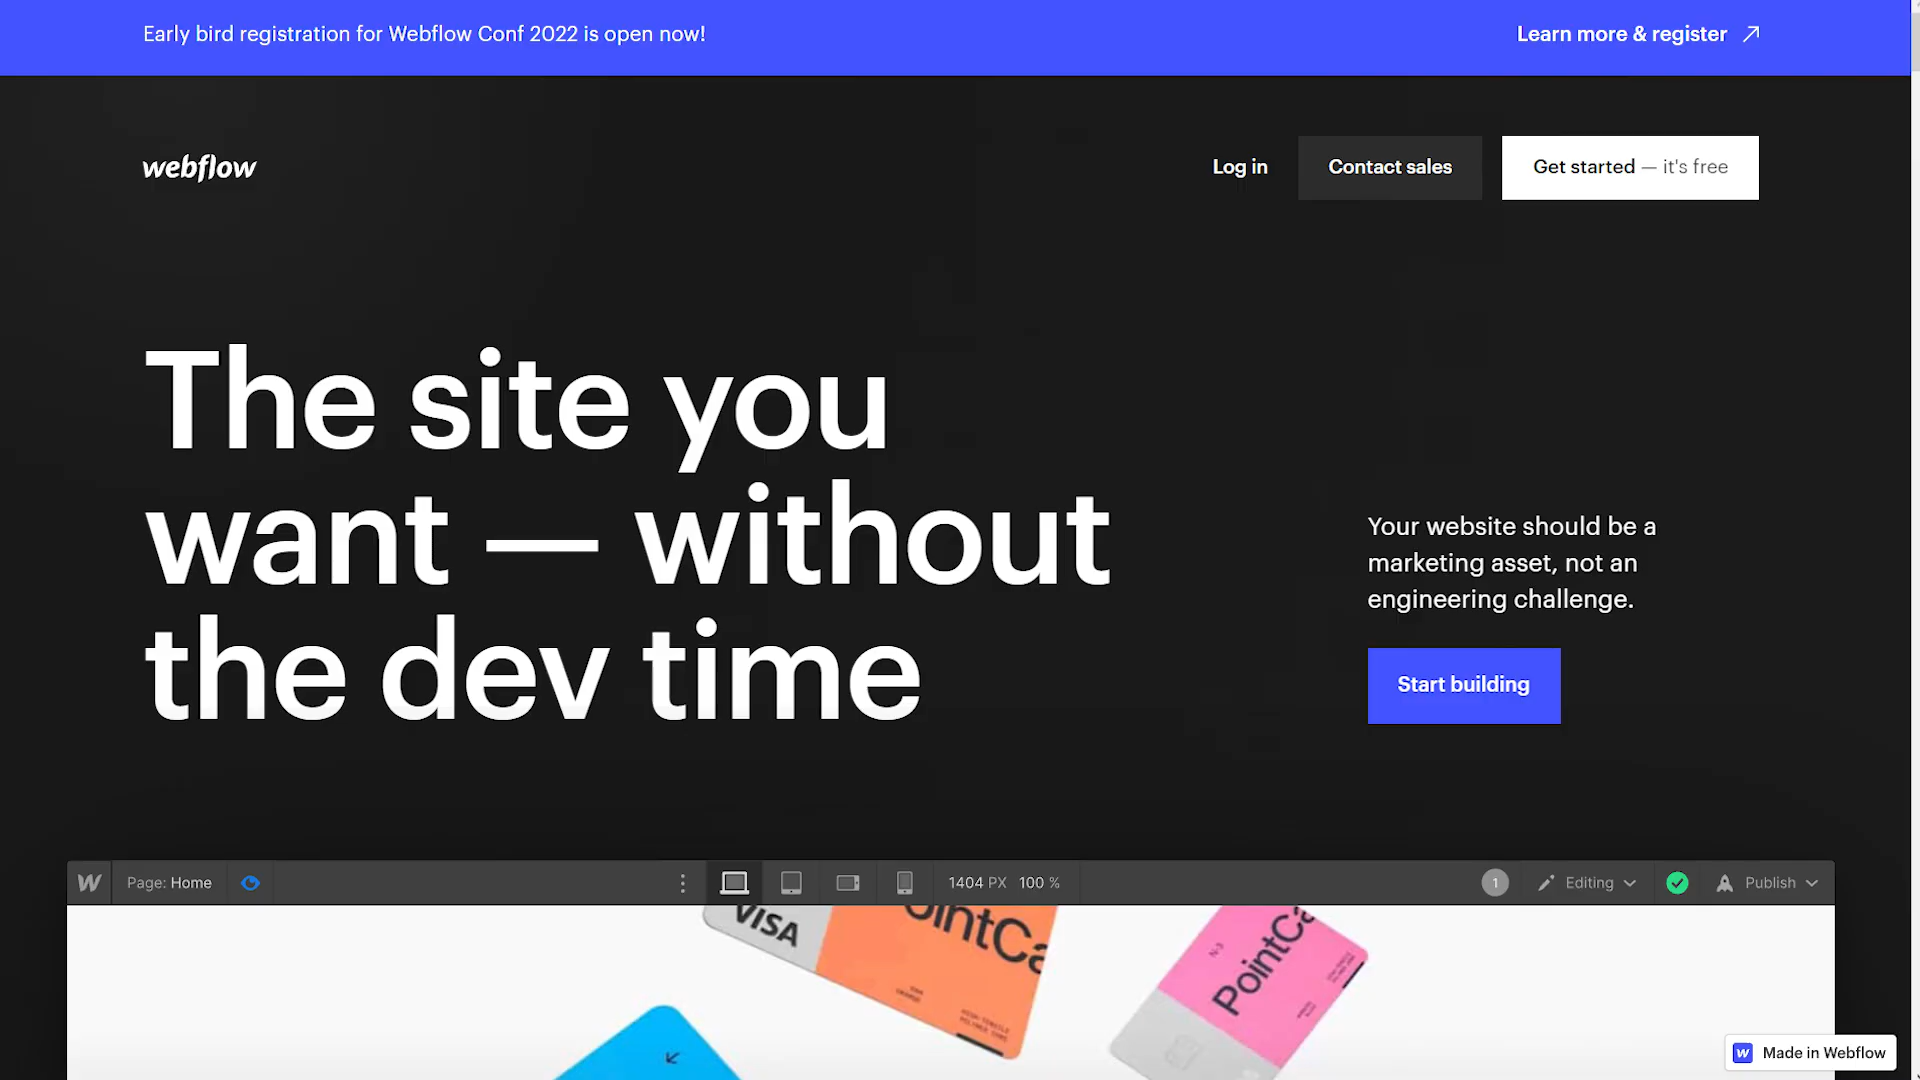 Early bird registration for Webflow Conf 2022 is open now!
Learn more & register
webflow
Log in
Contact sales
Get started — it's free
The site you
want — without
the dev time
Your website should be a
marketing asset, not an
engineering challenge.
Start building
W
Page: Home
1404 PX 100 %
1
Editing
Publish
VISA
PointCa
PointCa
W
Made in Webflow